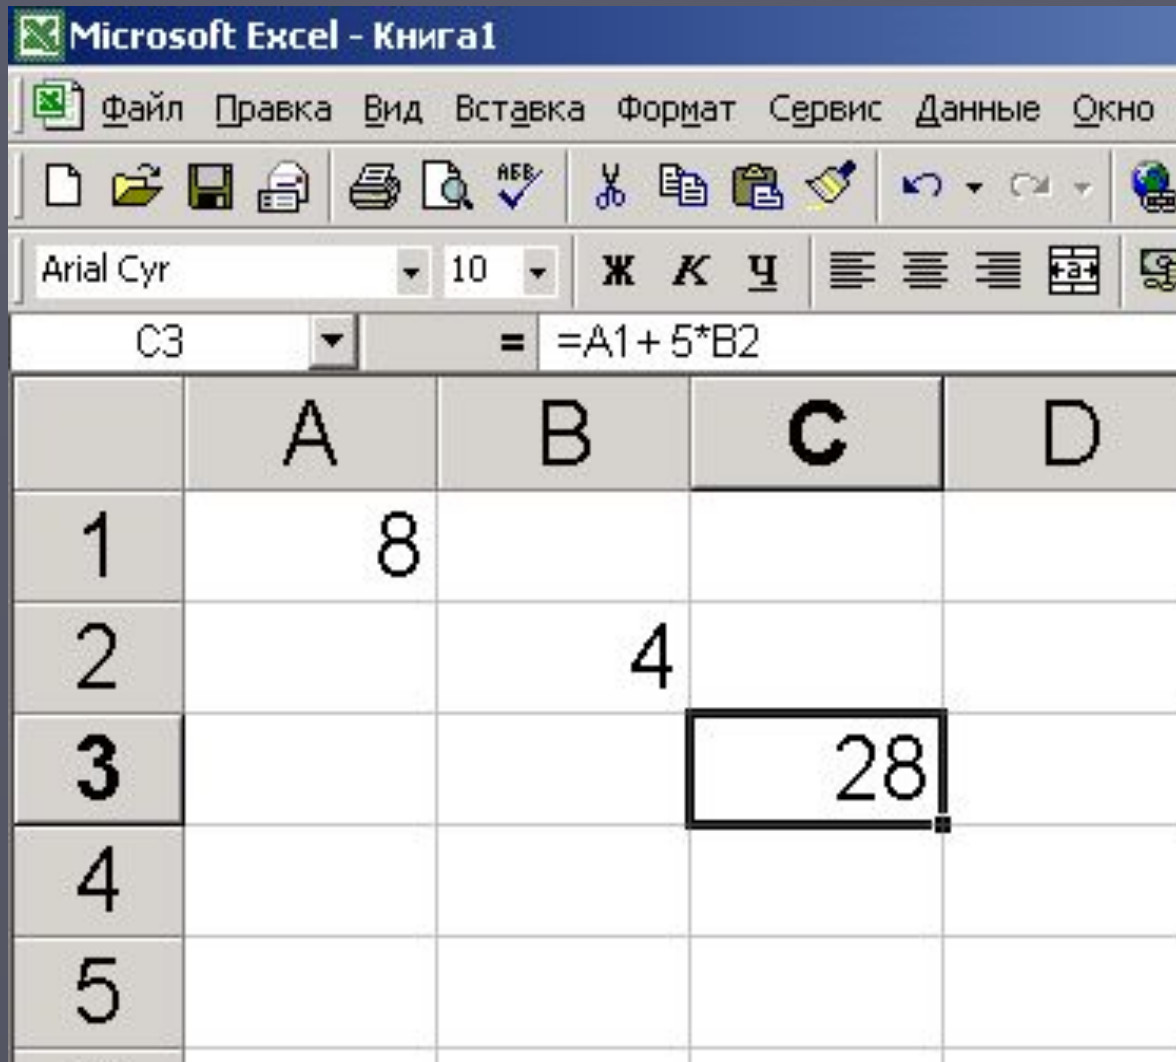 Microsoft Excel - Книга1
Файл Правка Вид Вставка Формат Сервис Данные Окно
АБВ
Arial Cyr 10 Ж К Ч a
C3 = =A1+ 5*B2
A B C D
1 8
2 4
3 28
4
5